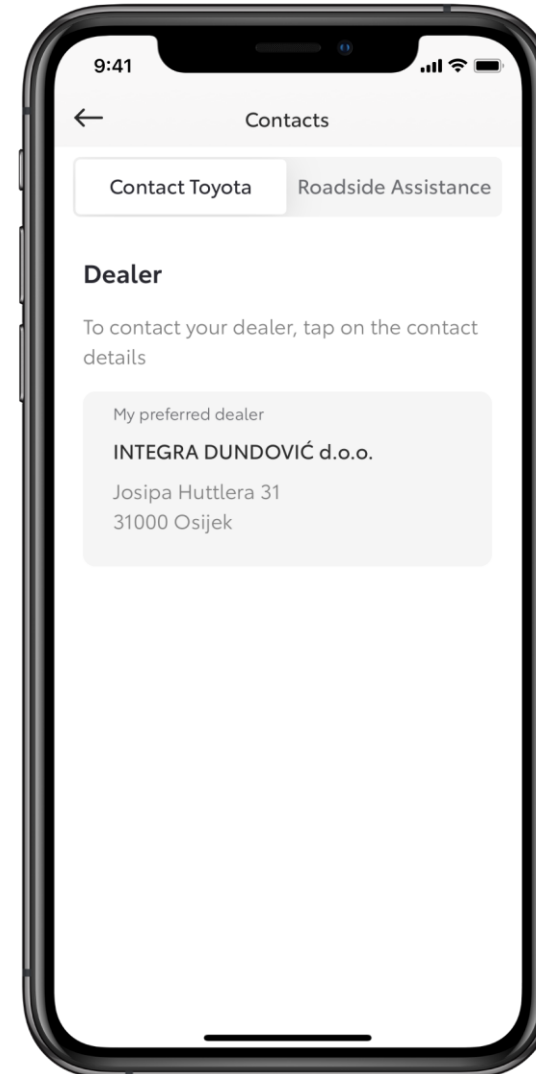 9:41
Contacts
Contact Toyota
Roadside Assistance
Dealer
To contact your dealer, tap on the contact
details
My preferred dealer
INTEGRA DUNDOVIĆ d.o.o.
Josipa Huttlera 31
31000 Osijek